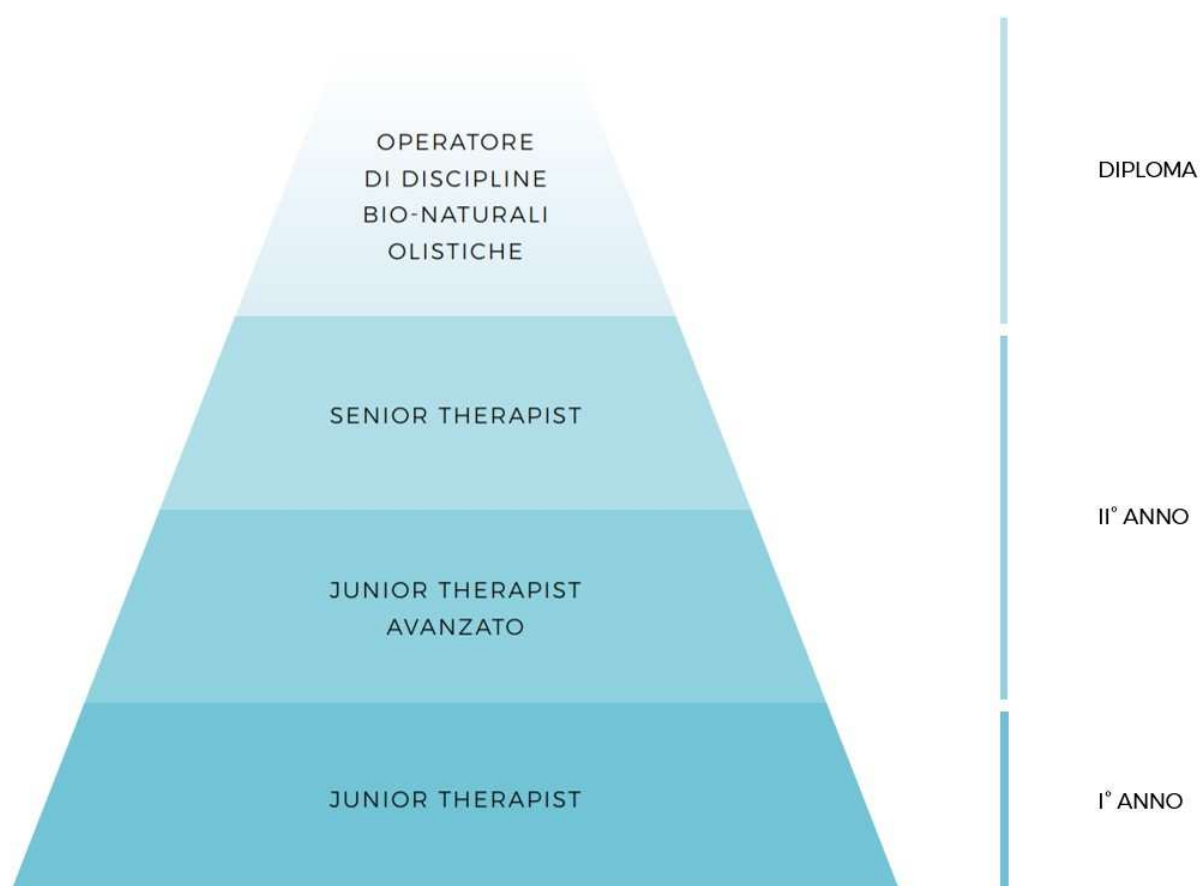 OPERATORE
DI DISCIPLINE
BIO-NATURALI
OLISTICHE
DIPLOMA
SENIOR THERAPIST
II° ANNO
JUNIOR THERAPIST
AVANZATO
JUNIOR THERAPIST
I° ANNO